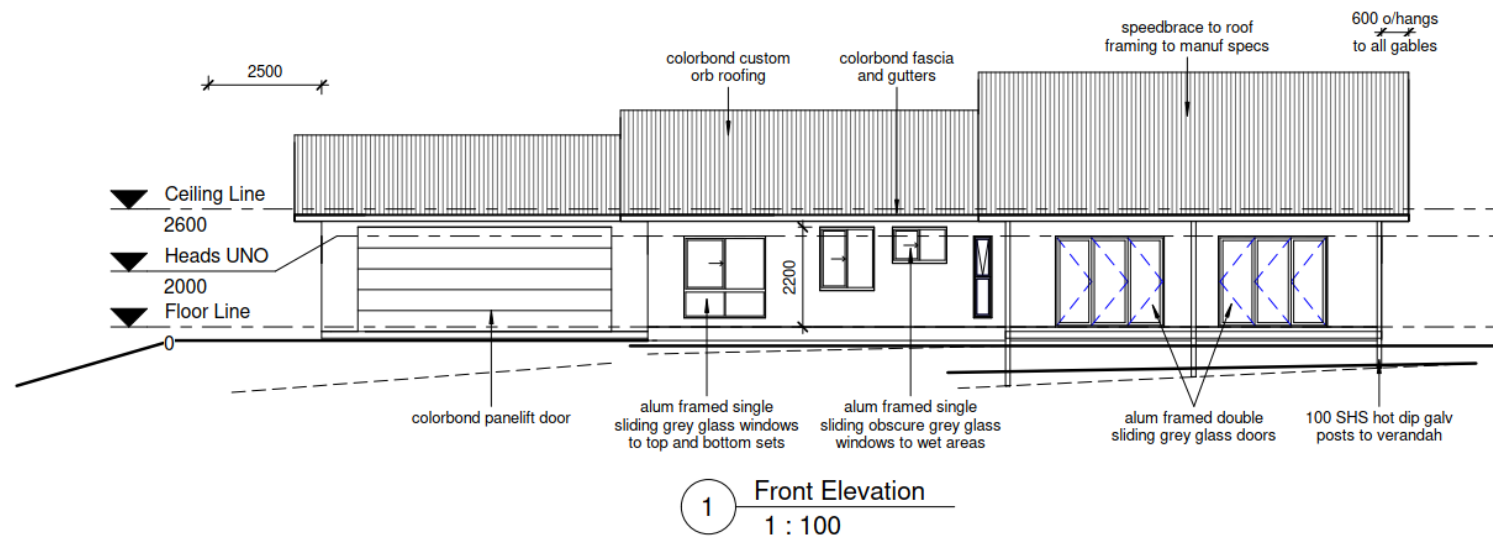 speedbrace to roof
framing to manuf specs
600 o/hangs
to all gables
colorbond custom
orb roofing
colorbond fascia
and gutters
2500
Ceiling Line
2600
Heads UNO
2000
Floor Line
0
2200
colorbond panelift door
alum framed single
sliding grey glass windows
to top and bottom sets
alum framed single
sliding obscure grey glass
windows to wet areas
alum framed double
sliding grey glass doors
100 SHS hot dip galv
posts to verandah
1
Front Elevation
1 : 100